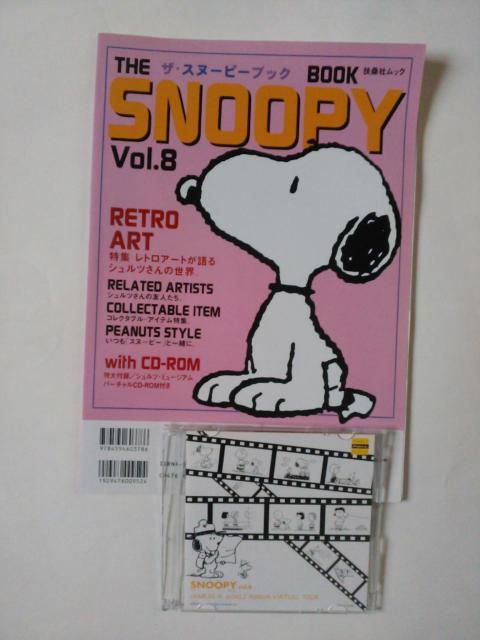 THE ザ・スヌーピーブック BOOK 扶桑社ムック
SNOOPY
Vol.8
RETRO
ART
特集 レトロアートが語る
シュルツさんの世界。
RELATED ARTISTS
シュルツさんの友人たち。
COLLECTABLE ITEM
コレクタブル・アイテム特集
PEANUTS STYLE
いつも「スヌーピー」と一緒に。
with CD-ROM
特大付録/シュルツ・ミュージアム
バーチャルCD-ROM付き
9784594603786
1929476009524
SNOOPY
CHARLES M. SCHULZ MUSEUM VIRTUAL TOUR